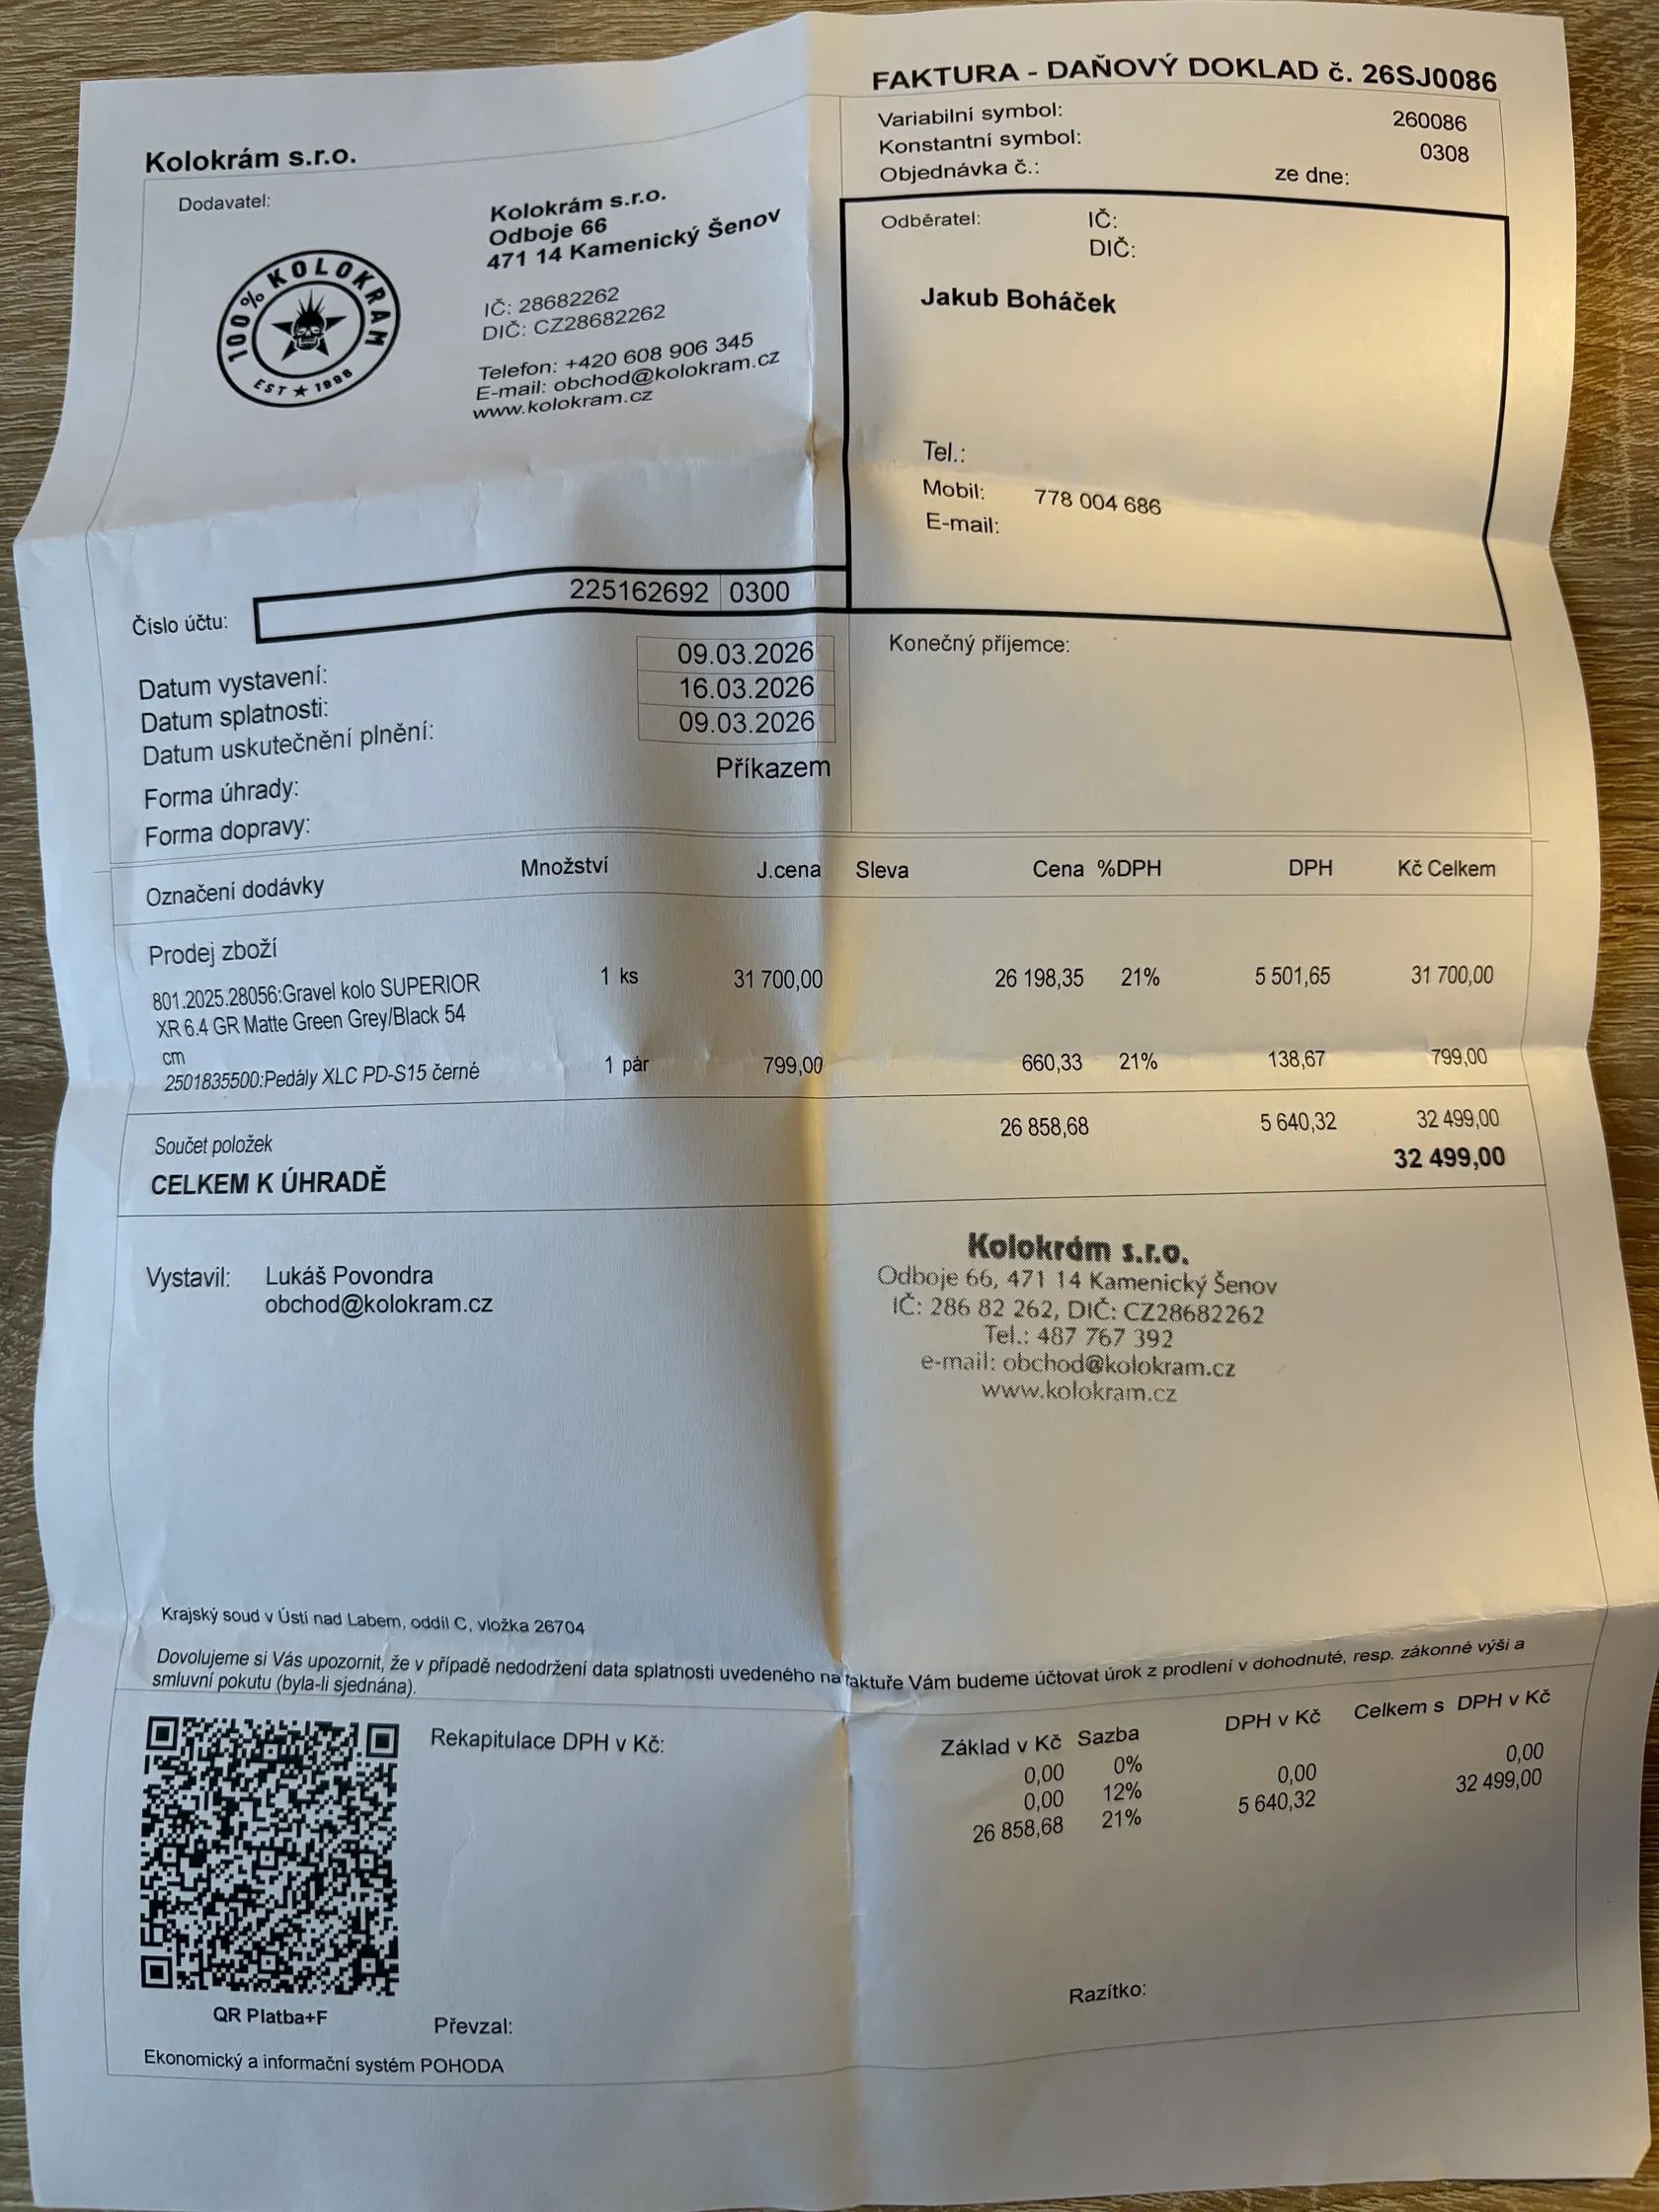 FAKTURA - DAŇOVÝ DOKLAD č. 26SJ0086
Variabilní symbol: 260086
Konstantní symbol: 0308
Objednávka č.: ze dne:
Kolokrám s.r.o.
Dodavatel:
100% KOLOKRAM
EST ★ 1998
Kolokrám s.r.o.
Odboje 66
471 14 Kamenický Šenov
IČ: 28682262
DIČ: CZ28682262
Telefon: +420 608 906 345
E-mail: obchod@kolokram.cz
www.kolokram.cz
Odběratel: IČ:
DIČ:
Jakub Boháček
Tel.:
Mobil: 778 004 686
E-mail:
Číslo účtu: 225162692 0300
Datum vystavení: 09.03.2026
Datum splatnosti: 16.03.2026
Datum uskutečnění plnění: 09.03.2026
Forma úhrady: Příkazem
Forma dopravy:
Konečný příjemce:
Označení dodávky Množství J.cena Sleva Cena %DPH DPH Kč Celkem
Prodej zboží
801.2025.28056:Gravel kolo SUPERIOR 1 ks 31 700,00 26 198,35 21% 5 501,65 31 700,00
XR 6.4 GR Matte Green Grey/Black 54
cm
2501835500:Pedály XLC PD-S15 černé 1 pár 799,00 660,33 21% 138,67 799,00
Součet položek 26 858,68 5 640,32 32 499,00
CELKEM K ÚHRADĚ 32 499,00
Vystavil: Lukáš Povondra
obchod@kolokram.cz
Kolokrám s.r.o.
Odboje 66, 471 14 Kamenický Šenov
IČ: 286 82 262, DIČ: CZ28682262
Tel.: 487 767 392
e-mail: obchod@kolokram.cz
www.kolokram.cz
Krajský soud v Ústí nad Labem, oddíl C, vložka 26704
Dovolujeme si Vás upozornit, že v případě nedodržení data splatnosti uvedeného na faktuře Vám budeme účtovat úrok z prodlení v dohodnuté, resp. zákonné výši a
smluvní pokutu (byla-li sjednána).
Rekapitulace DPH v Kč: Základ v Kč Sazba DPH v Kč Celkem s DPH v Kč
0,00 0% 0,00
0,00 12% 0,00 32 499,00
26 858,68 21% 5 640,32
QR Platba+F
Převzal:
Razítko:
Ekonomický a informační systém POHODA